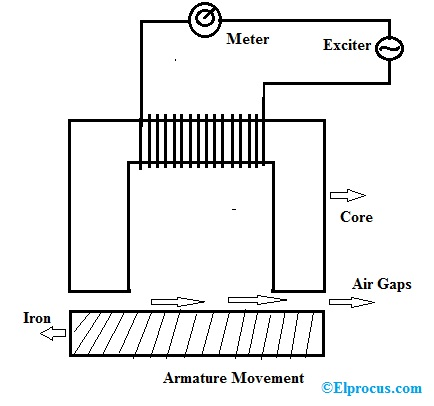 Meter
Exciter
Core
Air Gaps
Iron
Armature Movement
©Elprocus.com